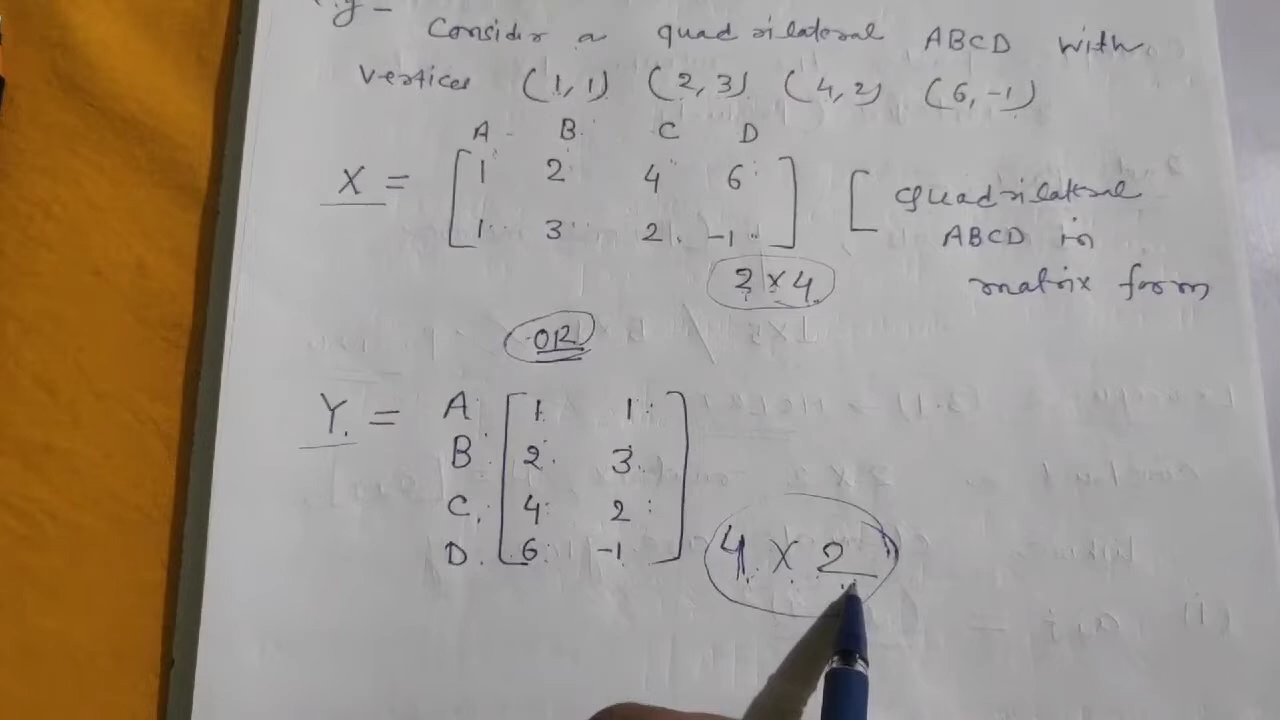 Eg - Consider a quadrilateral ABCD with
vertices (1,1) (2,3) (4,2) (6,-1)
A B C D
X = [ 1 2 4 6 ] [ quadrilateral
1 3 2 -1 ABCD in
2 x 4 matrix form
OR
Y = A [ 1 1 ]
B 2 3
C 4 2
D 6 -1
4 x 2